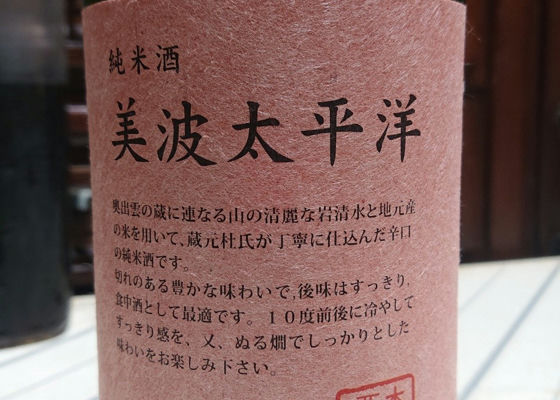 純米酒
美波太平洋
奥出雲の蔵に連なる山の清麗な岩清水と地元産
の米を用いて、蔵元杜氏が丁寧に仕込んだ辛口
の純米酒です。
切れのある豊かな味わいで、後味はすっきり、
食中酒として最適です。１０度前後に冷やして
すっきり感を、又、ぬる燗でしっかりとした
味わいをお楽しみ下さい。